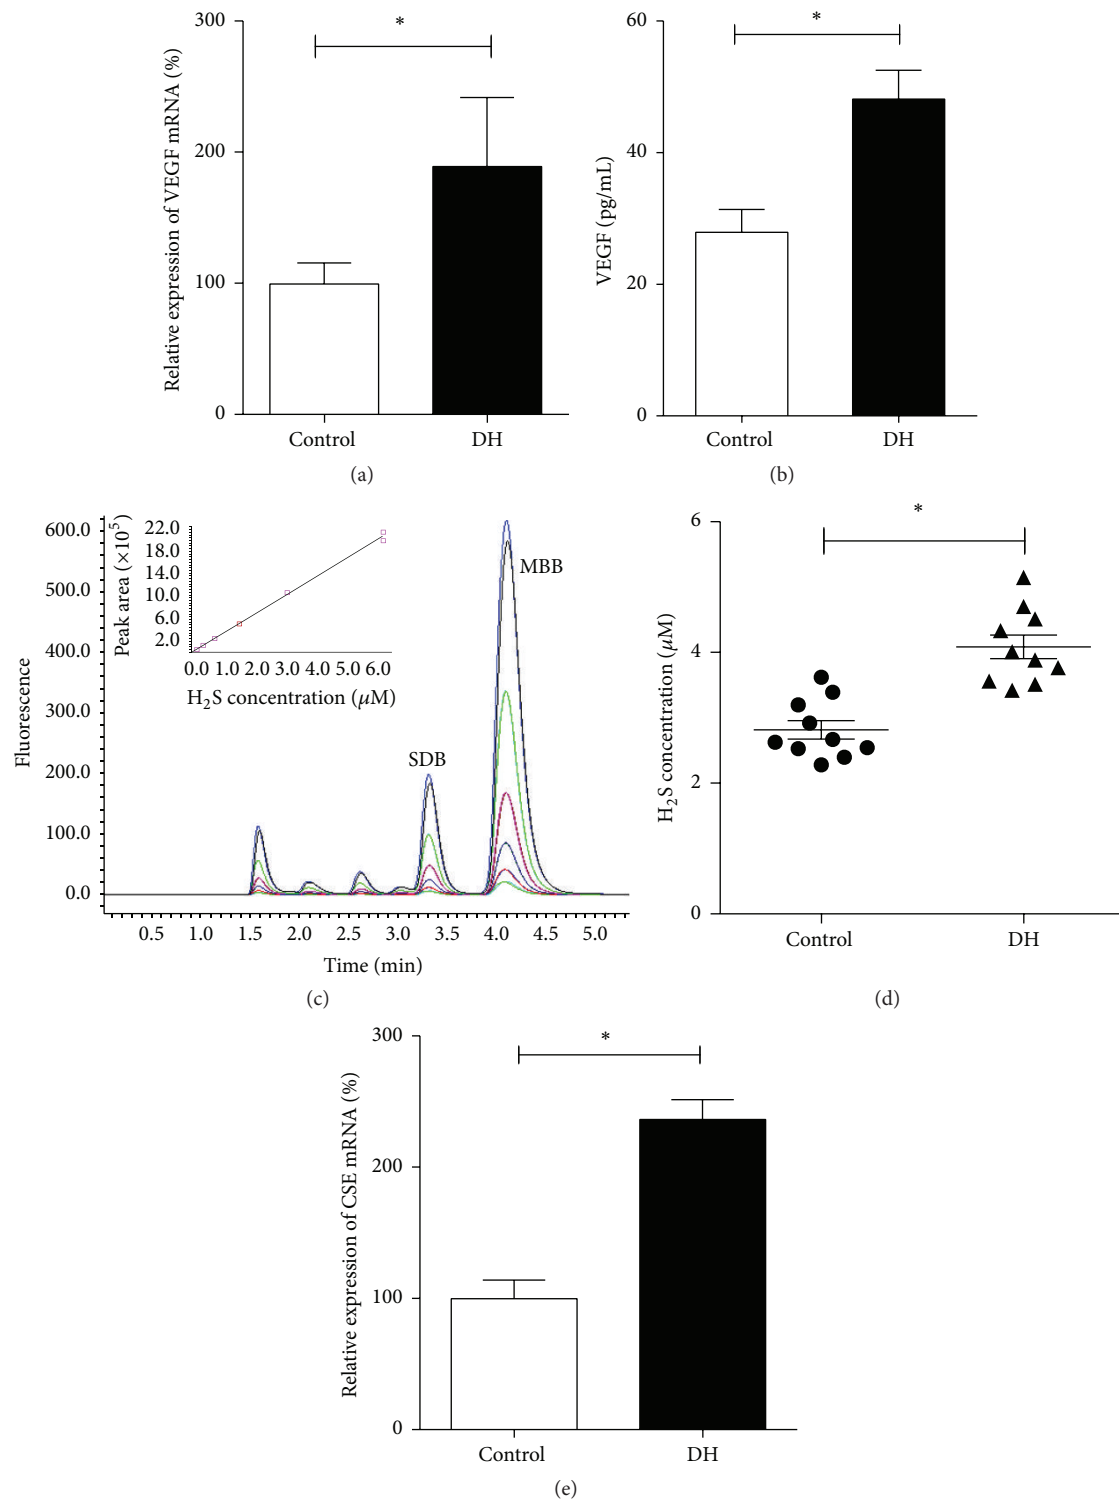 Relative expression of VEGF mRNA (%)
300
200
100
0
*
Control DH
(a)
VEGF (pg/mL)
60
40
20
0
*
Control DH
(b)
Fluorescence
600.0
500.0
400.0
300.0
200.0
100.0
0.0
Peak area (×10⁵)
22.0
18.0
14.0
10.0
6.0
2.0
0.0 1.0 2.0 3.0 4.0 5.0 6.0
H₂S concentration (μM)
MBB
SDB
0.5 1.0 1.5 2.0 2.5 3.0 3.5 4.0 4.5 5.0
Time (min)
(c)
H₂S concentration (μM)
6
4
2
0
*
Control DH
(d)
Relative expression of CSE mRNA (%)
300
200
100
0
*
Control DH
(e)